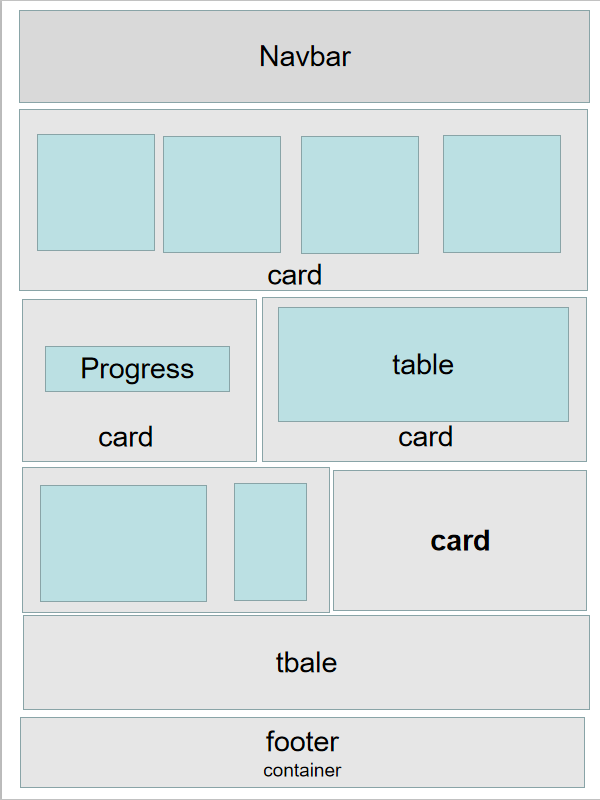 Navbar
card
Progress
table
card
card
card
tbale
footer
container